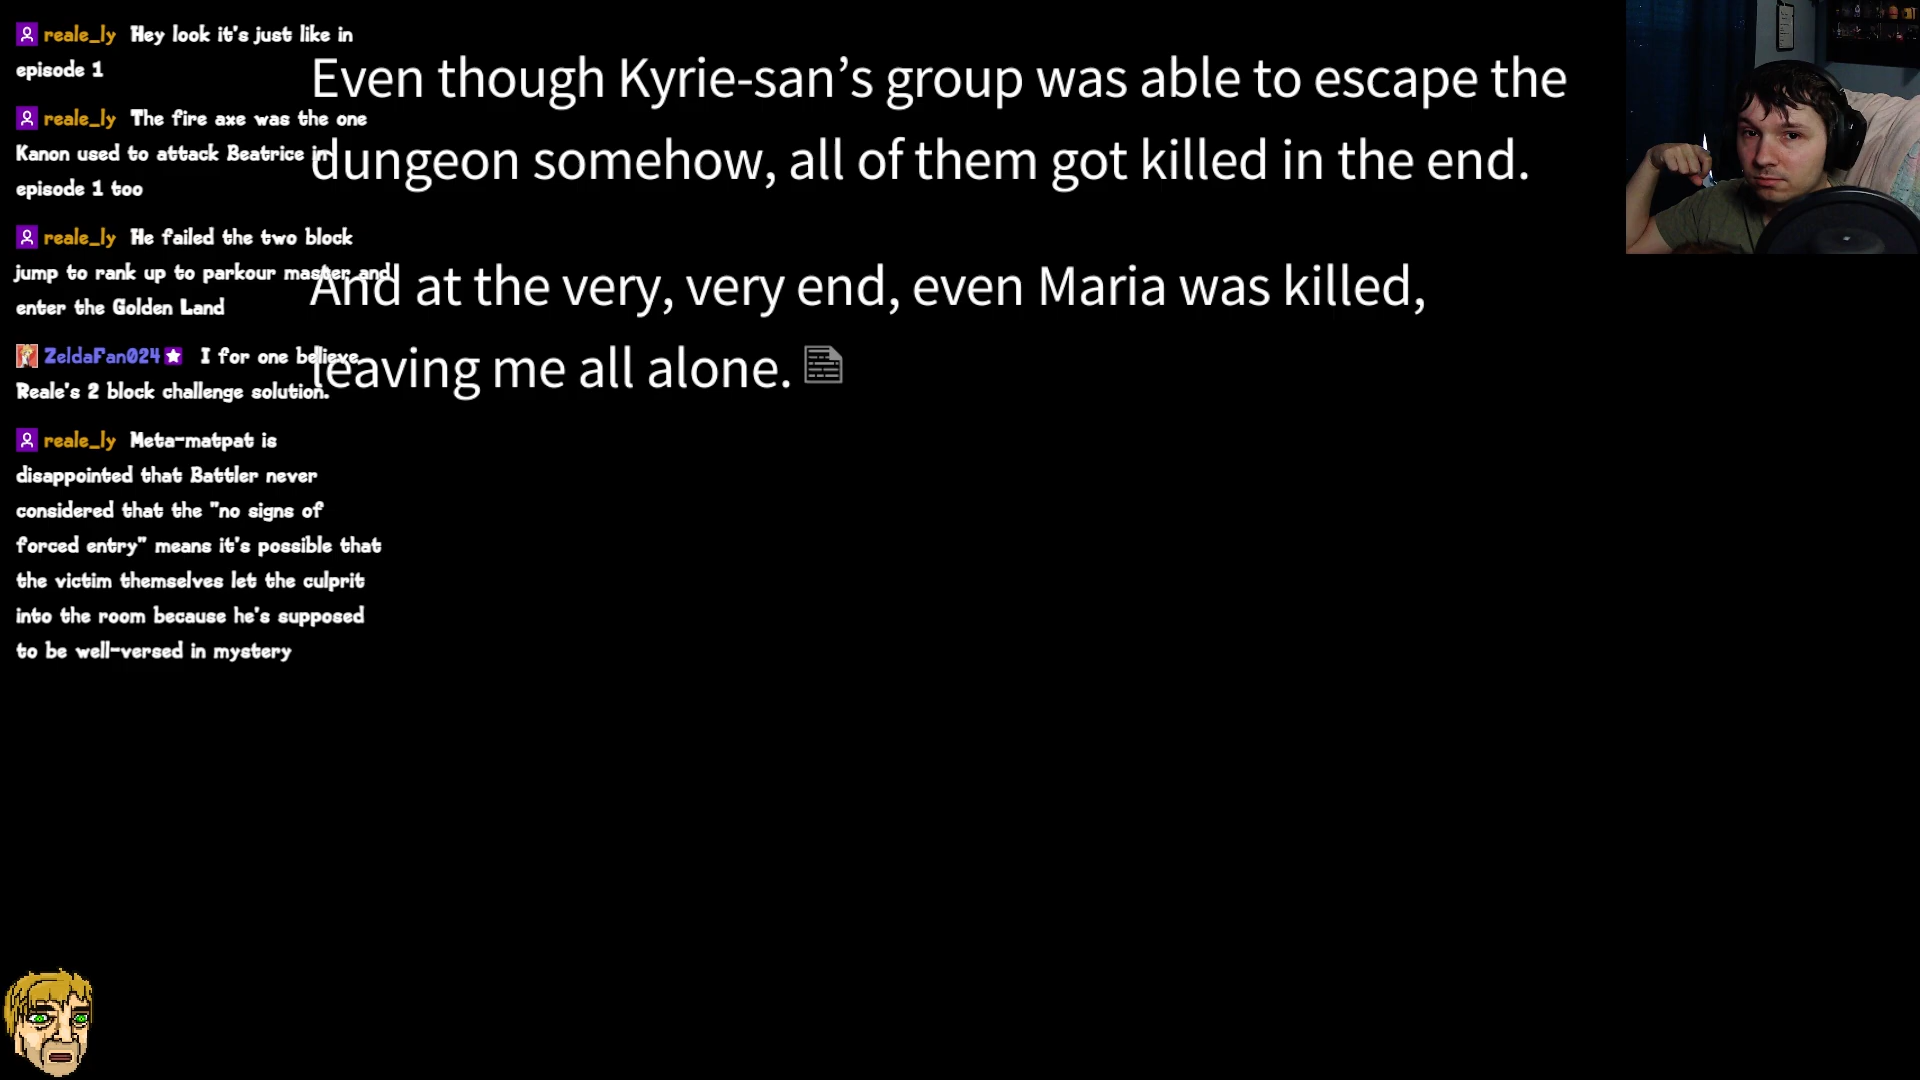 reale_ly Hey look it's just like in
episode 1
reale_ly The fire axe was the one
Kanon used to attack Beatrice in
episode 1 too
reale_ly He failed the two block
jump to rank up to parkour master and
enter the Golden Land
ZeldaFan024 I for one believe
Reale's 2 block challenge solution.
reale_ly Meta-matpat is
disappointed that Battler never
considered that the "no signs of
forced entry" means it's possible that
the victim themselves let the culprit
into the room because he's supposed
to be well-versed in mystery
Even though Kyrie-san’s group was able to escape the
dungeon somehow, all of them got killed in the end.
And at the very, very end, even Maria was killed,
leaving me all alone.